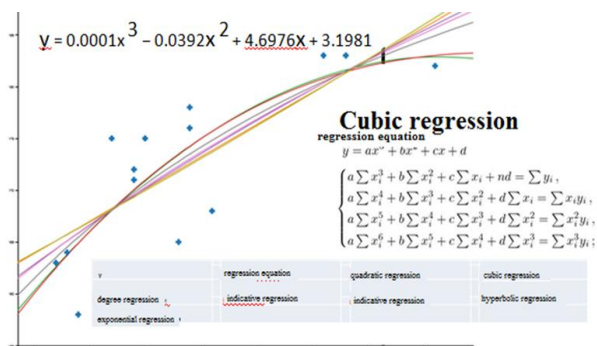 y = 0.0001x³ – 0.0392x² + 4.6976x + 3.1981
Cubic regression
regression equation
y = ax³ + bx² + cx + d
a∑x_i³ + b∑x_i² + c∑x_i + nd = ∑y_i,
a∑x_i⁴ + b∑x_i³ + c∑x_i² + d∑x_i = ∑x_iy_i,
a∑x_i⁵ + b∑x_i⁴ + c∑x_i³ + d∑x_i² = ∑x_i²y_i,
a∑x_i⁶ + b∑x_i⁵ + c∑x_i⁴ + d∑x_i³ = ∑x_i³y_i;
v regression equation quadratic regression cubic regression
degree regression indicative regression indicative regression hyperbolic regression
exponential regression